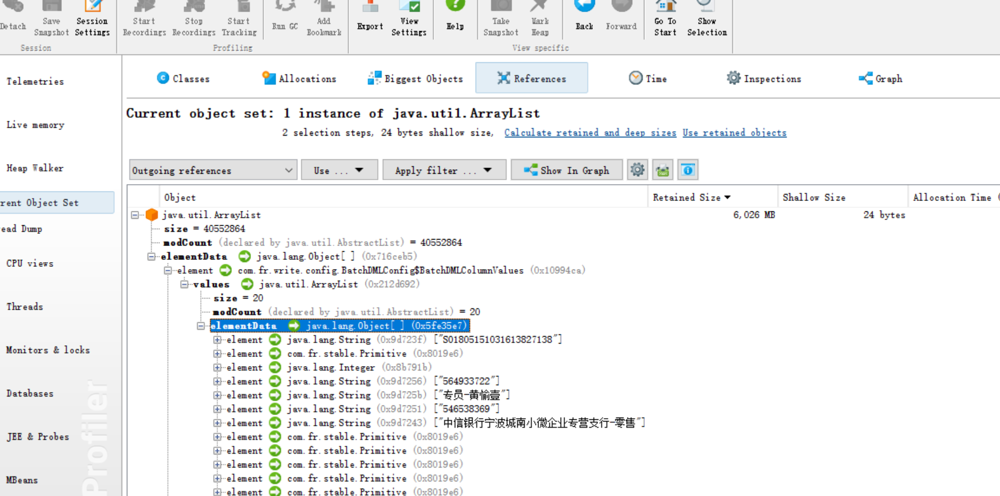 Detach
Save Snapshot
Session Settings
Start Recordings
Stop Recordings
Start Tracking
Run GC
Add Bookmark
Export
View Settings
Help
Take Snapshot
Mark Heap
Back
Forward
Go To Start
Show Selection
Session
Profiling
View specific
Telemetries
Live memory
Heap Walker
rrent Object Set
ead Dump
CPU views
Threads
Monitors & locks
Databases
JEE & Probes
MBeans
Profiler
Classes
Allocations
Biggest Objects
References
Time
Inspections
Graph
Current object set: 1 instance of java.util.ArrayList
2 selection steps, 24 bytes shallow size, Calculate retained and deep sizes Use retained objects
Outgoing references
Use ...
Apply filter ...
Show In Graph
Object Retained Size Shallow Size Allocation Time (
java.util.ArrayList 6,026 MB 24 bytes
size = 40552864
modCount (declared by java.util.AbstractList) = 40552864
elementData java.lang.Object[ ] (0x716ceb5)
element com.fr.write.config.BatchDMLConfig$BatchDMLColumnValues (0x10994ca)
values java.util.ArrayList (0x212d692)
size = 20
modCount (declared by java.util.AbstractList) = 20
elementData java.lang.Object[ ] (0x5fe35e7)
element java.lang.String (0x9d723f) ["S01805151031613827138"]
element com.fr.stable.Primitive (0x8019e6)
element java.lang.Integer (0x8b791b)
element java.lang.String (0x9d7256) ["564933722"]
element java.lang.String (0x9d725b) ["专员-黄愉壹"]
element java.lang.String (0x9d7251) ["546538369"]
element java.lang.String (0x9d7243) ["中信银行宁波城南小微企业专营支行-零售"]
element com.fr.stable.Primitive (0x8019e6)
element com.fr.stable.Primitive (0x8019e6)
element com.fr.stable.Primitive (0x8019e6)
element com.fr.stable.Primitive (0x8019e6)
element com.fr.stable.Primitive (0x8019e6)